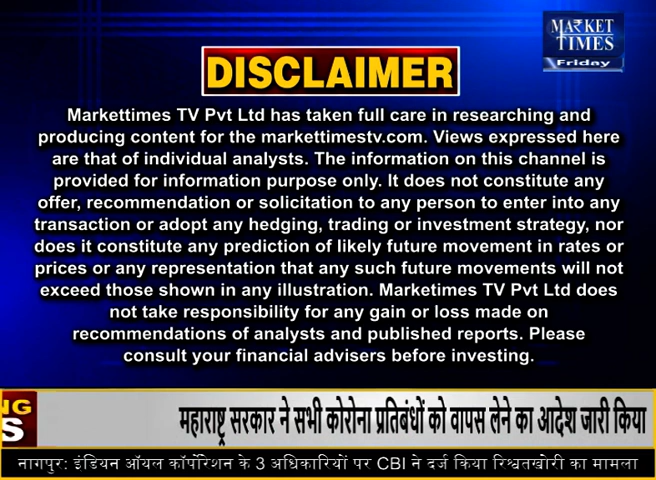 MARKET
TIMES
Friday
DISCLAIMER
Markettimes TV Pvt Ltd has taken full care in researching and
producing content for the markettimestv.com. Views expressed here
are that of individual analysts. The information on this channel is
provided for information purpose only. It does not constitute any
offer, recommendation or solicitation to any person to enter into any
transaction or adopt any hedging, trading or investment strategy, nor
does it constitute any prediction of likely future movement in rates or
prices or any representation that any such future movements will not
exceed those shown in any illustration. Marketimes TV Pvt Ltd does
not take responsibility for any gain or loss made on
recommendations of analysts and published reports. Please
consult your financial advisers before investing.
NG
S
महाराष्ट्र सरकार ने सभी कोरोना प्रतिबंधों को वापस लेने का आदेश जारी किया
नागपुर: इंडियन ऑयल कॉर्पोरेशन के 3 अधिकारियों पर CBI ने दर्ज किया रिश्वतखोरी का मामला